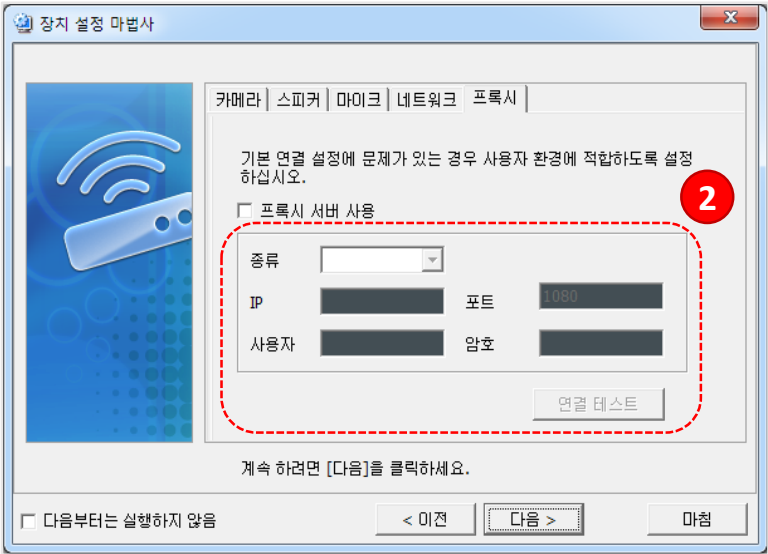 장치 설정 마법사
카메라 스피커 마이크 네트워크 프록시
기본 연결 설정에 문제가 있는 경우 사용자 환경에 적합하도록 설정
하십시오.
2
프록시 서버 사용
종류
IP 포트 1080
사용자 암호
연결 테스트
계속 하려면 [다음]을 클릭하세요.
다음부터는 실행하지 않음 < 이전 다음 > 마침